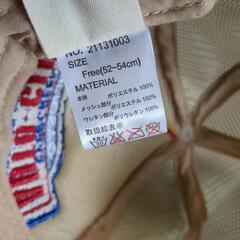 NO. 21131003
SIZE
Free(52~54cm)
MATERIAL
本体 ポリエステル 100%
メッシュ部分 ポリエステル 100%
ウレタン部分 ポリウレタン 100%
取扱絵表示